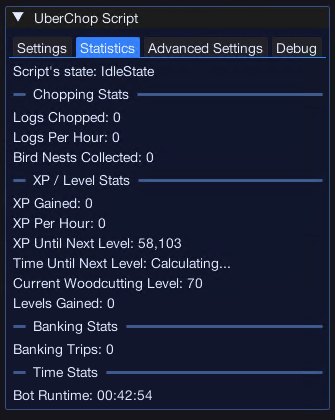 UberChop Script
Settings Statistics Advanced Settings Debug
Script's state: IdleState
Chopping Stats
Logs Chopped: 0
Logs Per Hour: 0
Bird Nests Collected: 0
XP / Level Stats
XP Gained: 0
XP Per Hour: 0
XP Until Next Level: 58,103
Time Until Next Level: Calculating...
Current Woodcutting Level: 70
Levels Gained: 0
Banking Stats
Banking Trips: 0
Time Stats
Bot Runtime: 00:42:54